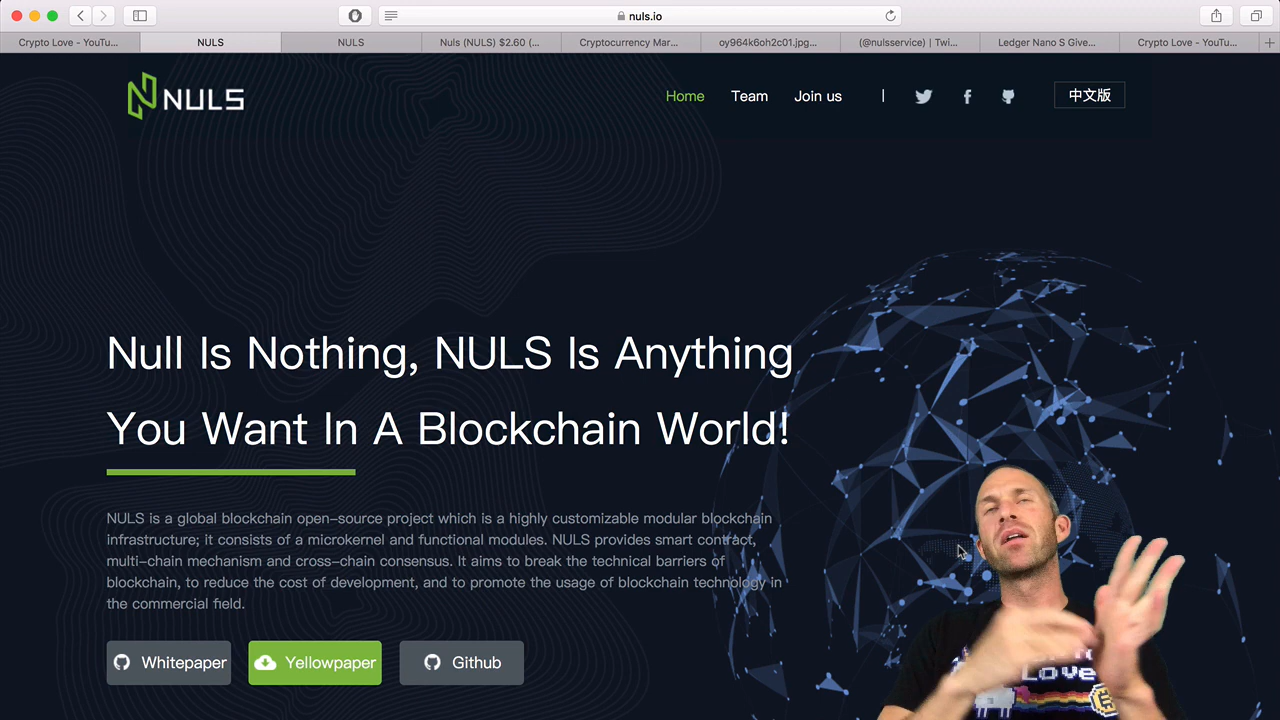 nuls.io
Crypto Love - YouTu...
NULS
NULS
Nuls (NULS) $2.60 (...
Cryptocurrency Mar...
oy964k6oh2c01.jpg...
(@nulsservice) | Twi...
Ledger Nano S Give...
Crypto Love - YouTu...
NULS
Home
Team
Join us
|
中文版
Null Is Nothing, NULS Is Anything
You Want In A Blockchain World!
NULS is a global blockchain open-source project which is a highly customizable modular blockchain
infrastructure; it consists of a microkernel and functional modules. NULS provides smart contract,
multi-chain mechanism and cross-chain consensus. It aims to break the technical barriers of
blockchain, to reduce the cost of development, and to promote the usage of blockchain technology in
the commercial field.
Whitepaper
Yellowpaper
Github
Love